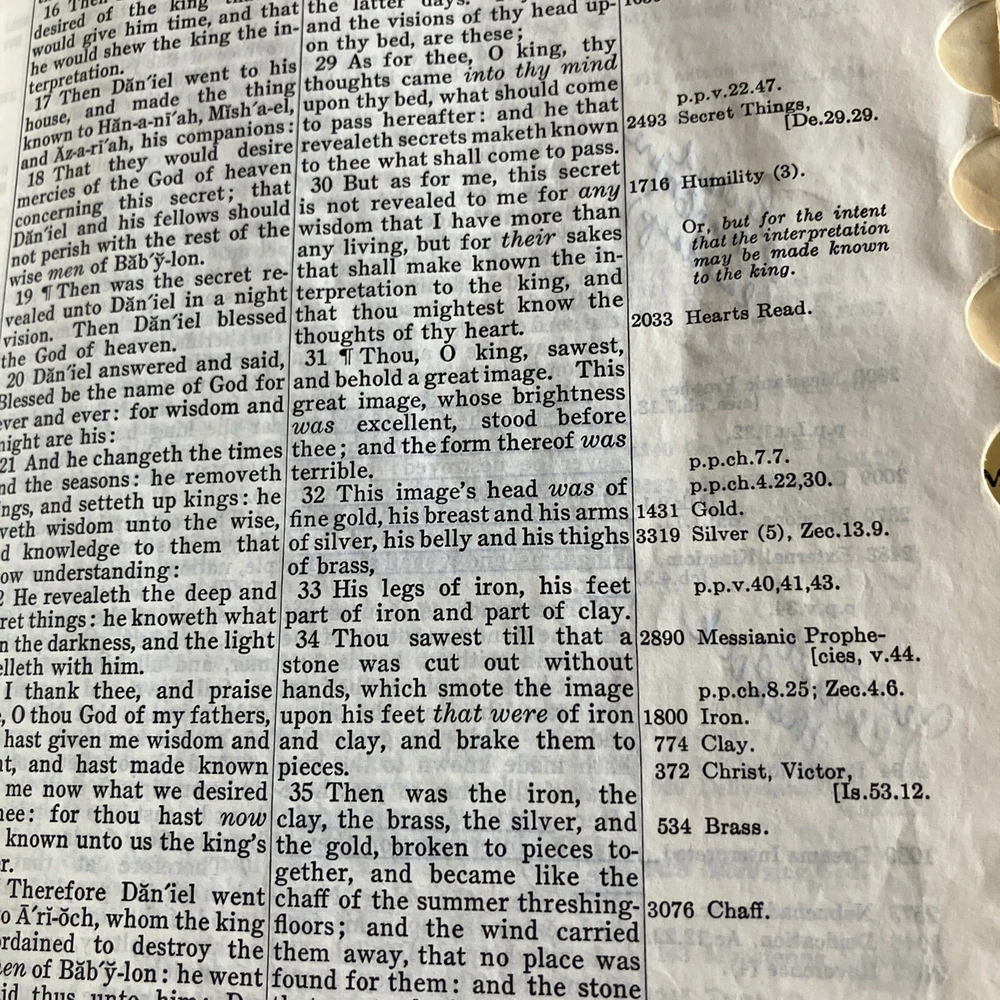 16 Then
desired of the king
would give him time, and that
he would shew the king the in-
terpretation.
17 Then Dăn´iel went to his
house, and made the thing
known to Hăn-a-nī´ah, Mĭsh´a-el,
and Ăz-a-rī´ah, his companions:
18 That they would desire
mercies of the God of heaven
concerning this secret; that
Dăn´iel and his fellows should
not perish with the rest of the
wise men of Băb´ў-lon.
19 ¶ Then was the secret re-
vealed unto Dăn´iel in a night
vision. Then Dăn´iel blessed
the God of heaven.
20 Dăn´iel answered and said,
Blessed be the name of God for
ever and ever: for wisdom and
might are his:
21 And he changeth the times
nd the seasons: he removeth
ngs, and setteth up kings: he
veth wisdom unto the wise,
d knowledge to them that
ow understanding:
2 He revealeth the deep and
ret things: he knoweth what
n the darkness, and the light
elleth with him.
I thank thee, and praise
, O thou God of my fathers,
hast given me wisdom and
ht, and hast made known
me now what we desired
hee: for thou hast now
known unto us the king's
r.
Therefore Dăn´iel went
o Ā´rĭ-ŏch, whom the king
rdained to destroy the
en of Băb´ў-lon: he went
id thus unto him;
the latter days.
and the visions of thy head up-
on thy bed, are these;
29 As for thee, O king, thy
thoughts came into thy mind
upon thy bed, what should come
to pass hereafter: and he that
revealeth secrets maketh known
to thee what shall come to pass.
30 But as for me, this secret
is not revealed to me for any
wisdom that I have more than
any living, but for their sakes
that shall make known the in-
terpretation to the king, and
that thou mightest know the
thoughts of thy heart.
31 ¶ Thou, O king, sawest,
and behold a great image. This
great image, whose brightness
was excellent, stood before
thee; and the form thereof was
terrible.
32 This image's head was of
fine gold, his breast and his arms
of silver, his belly and his thighs
of brass,
33 His legs of iron, his feet
part of iron and part of clay.
34 Thou sawest till that a
stone was cut out without
hands, which smote the image
upon his feet that were of iron
and clay, and brake them to
pieces.
35 Then was the iron, the
clay, the brass, the silver, and
the gold, broken to pieces to-
gether, and became like the
chaff of the summer threshing-
floors; and the wind carried
them away, that no place was
found for them: and the stone
p.p.v.22.47.
2493 Secret Things,
[De.29.29.
1716 Humility (3).
Or, but for the intent
that the interpretation
may be made known
to the king.
2033 Hearts Read.
p.p.ch.7.7.
p.p.ch.4.22,30.
1431 Gold.
3319 Silver (5), Zec.13.9.
p.p.v.40,41,43.
2890 Messianic Prophe-
[cies, v.44.
p.p.ch.8.25; Zec.4.6.
1800 Iron.
774 Clay.
372 Christ, Victor,
[Is.53.12.
534 Brass.
3076 Chaff.